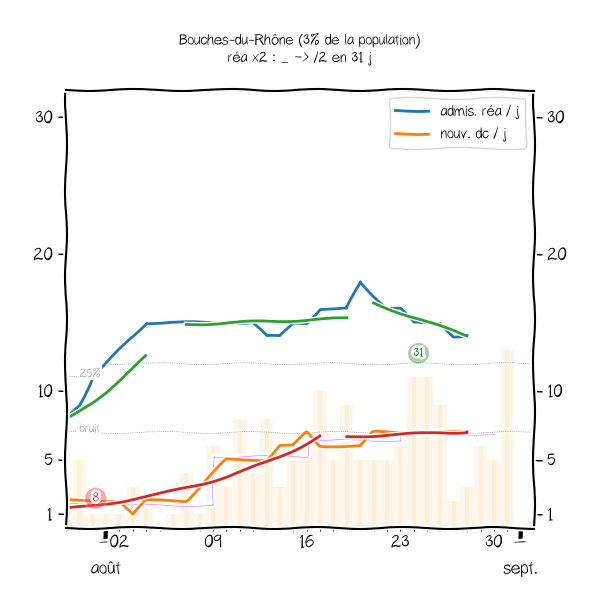 Bouches-du-Rhône (3% de la population)
réa x2 : _ -> /2 en 31 j
admis. réa / j
nouv. dc / j
30
30
20
20
31
25%
10
10
bruit
5
5
8
1
1
02
09
16
23
30
août
sept.